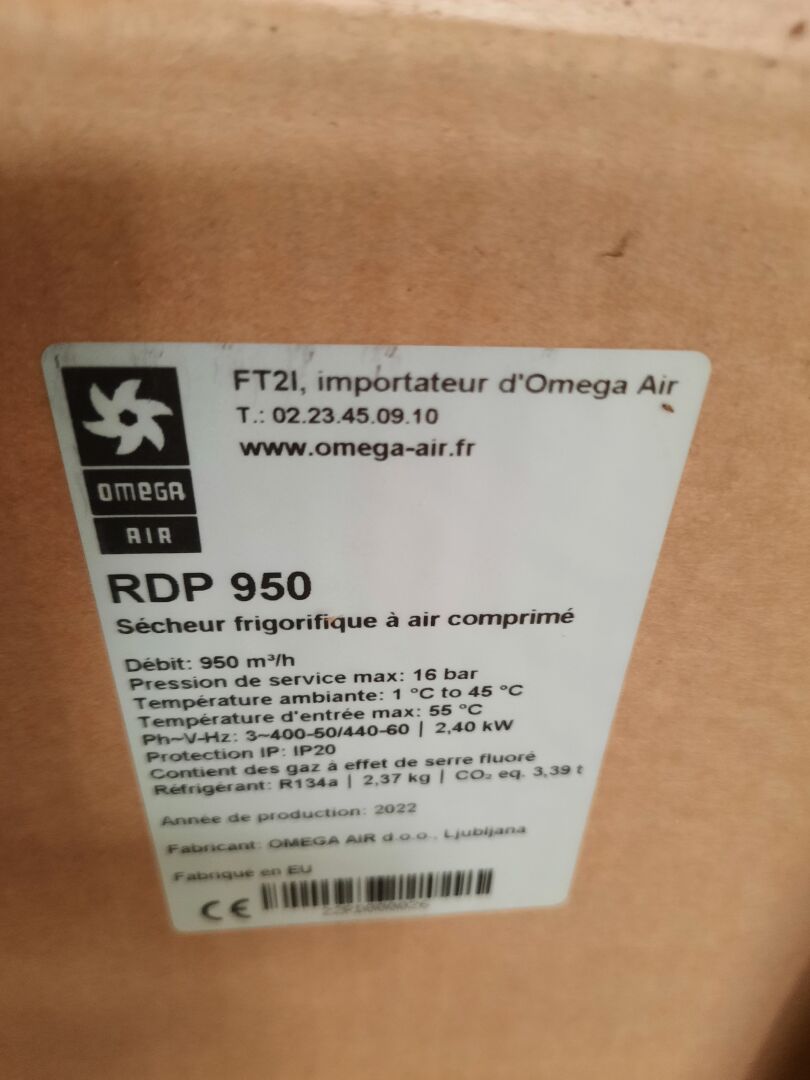 FT2I, importateur d'Omega Air
T.: 02.23.45.09.10
www.omega-air.fr
OMEGA
AIR
RDP 950
Sécheur frigorifique à air comprimé
Débit: 950 m³/h
Pression de service max: 16 bar
Température ambiante: 1 °C to 45 °C
Température d'entrée max: 55 °C
Ph~V-Hz: 3~400-50/440-60 | 2,40 kW
Protection IP: IP20
Contient des gaz à effet de serre fluoré
Réfrigérant: R134a | 2,37 kg | CO₂ eq. 3,39 t
Année de production: 2022
Fabricant: OMEGA AIR d.o.o., Ljubljana
Fabrique en EU
CE